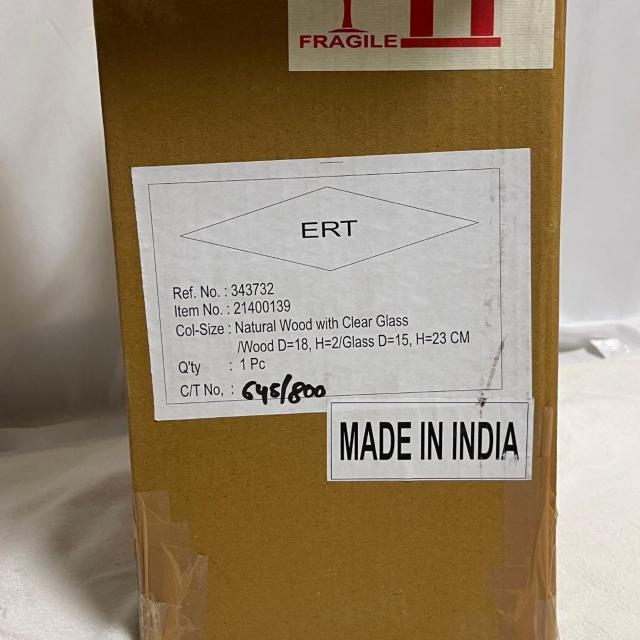 FRAGILE
ERT
Ref. No. : 343732
Item No. : 21400139
Col-Size : Natural Wood with Clear Glass
/Wood D=18, H=2/Glass D=15, H=23 CM
Q'ty : 1 Pc
C/T No, : 645/800
MADE IN INDIA